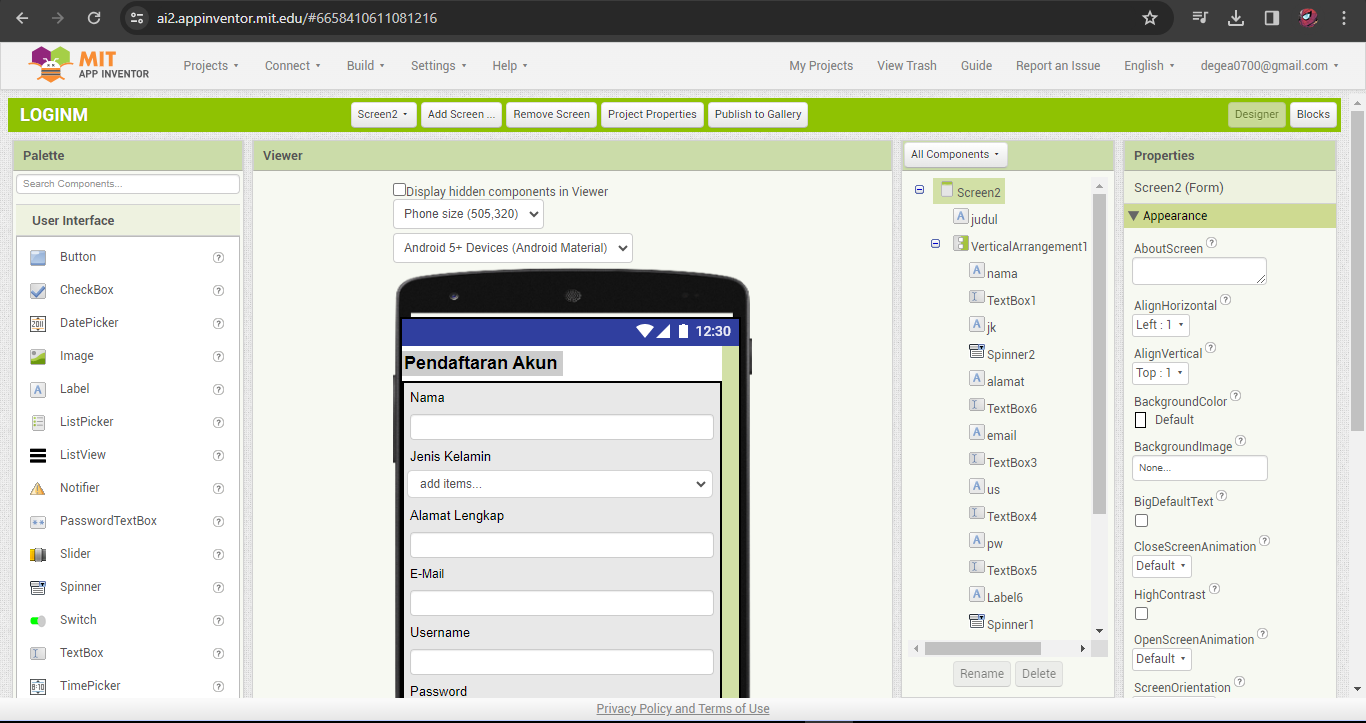 ai2.appinventor.mit.edu/#6658410611081216
MIT
APP INVENTOR
Projects
Connect
Build
Settings
Help
My Projects
View Trash
Guide
Report an Issue
English
degea0700@gmail.com
LOGINM
Screen2
Add Screen ...
Remove Screen
Project Properties
Publish to Gallery
Designer
Blocks
Palette
Search Components...
User Interface
Button
CheckBox
DatePicker
Image
Label
ListPicker
ListView
Notifier
PasswordTextBox
Slider
Spinner
Switch
TextBox
TimePicker
Viewer
Display hidden components in Viewer
Phone size (505,320)
Android 5+ Devices (Android Material)
12:30
Pendaftaran Akun
Nama
Jenis Kelamin
add items...
Alamat Lengkap
E-Mail
Username
Password
All Components
Screen2
judul
VerticalArrangement1
nama
TextBox1
jk
Spinner2
alamat
TextBox6
email
TextBox3
us
TextBox4
pw
TextBox5
Label6
Spinner1
Rename
Delete
Properties
Screen2 (Form)
Appearance
AboutScreen
AlignHorizontal
Left : 1
AlignVertical
Top : 1
BackgroundColor
Default
BackgroundImage
None...
BigDefaultText
CloseScreenAnimation
Default
HighContrast
OpenScreenAnimation
Default
ScreenOrientation
Privacy Policy and Terms of Use